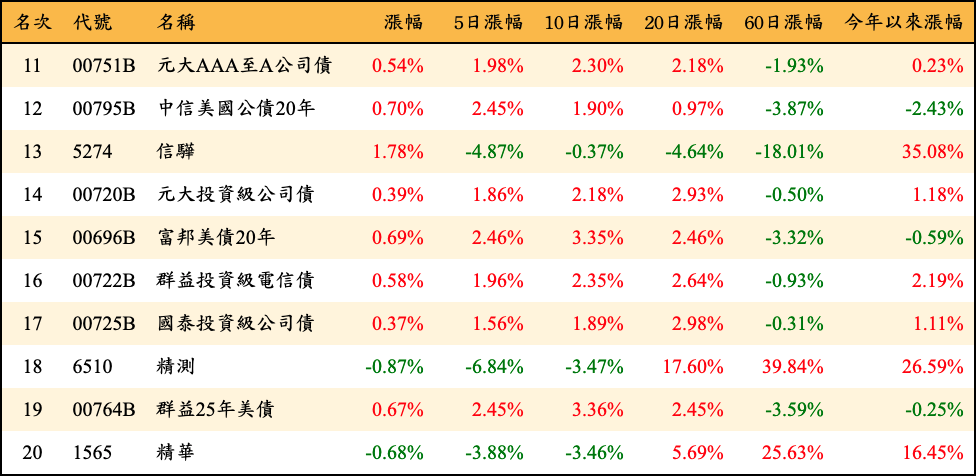 名次 代號 名稱 漲幅 5日漲幅 10日漲幅 20日漲幅 60日漲幅 今年以來漲幅
11 00751B 元大AAA至A公司債 0.54% 1.98% 2.30% 2.18% -1.93% 0.23%
12 00795B 中信美國公債20年 0.70% 2.45% 1.90% 0.97% -3.87% -2.43%
13 5274 信驊 1.78% -4.87% -0.37% -4.64% -18.01% 35.08%
14 00720B 元大投資級公司債 0.39% 1.86% 2.18% 2.93% -0.50% 1.18%
15 00696B 富邦美債20年 0.69% 2.46% 3.35% 2.46% -3.32% -0.59%
16 00722B 群益投資級電信債 0.58% 1.96% 2.35% 2.64% -0.93% 2.19%
17 00725B 國泰投資級公司債 0.37% 1.56% 1.89% 2.98% -0.31% 1.11%
18 6510 精測 -0.87% -6.84% -3.47% 17.60% 39.84% 26.59%
19 00764B 群益25年美債 0.67% 2.45% 3.36% 2.45% -3.59% -0.25%
20 1565 精華 -0.68% -3.88% -3.46% 5.69% 25.63% 16.45%